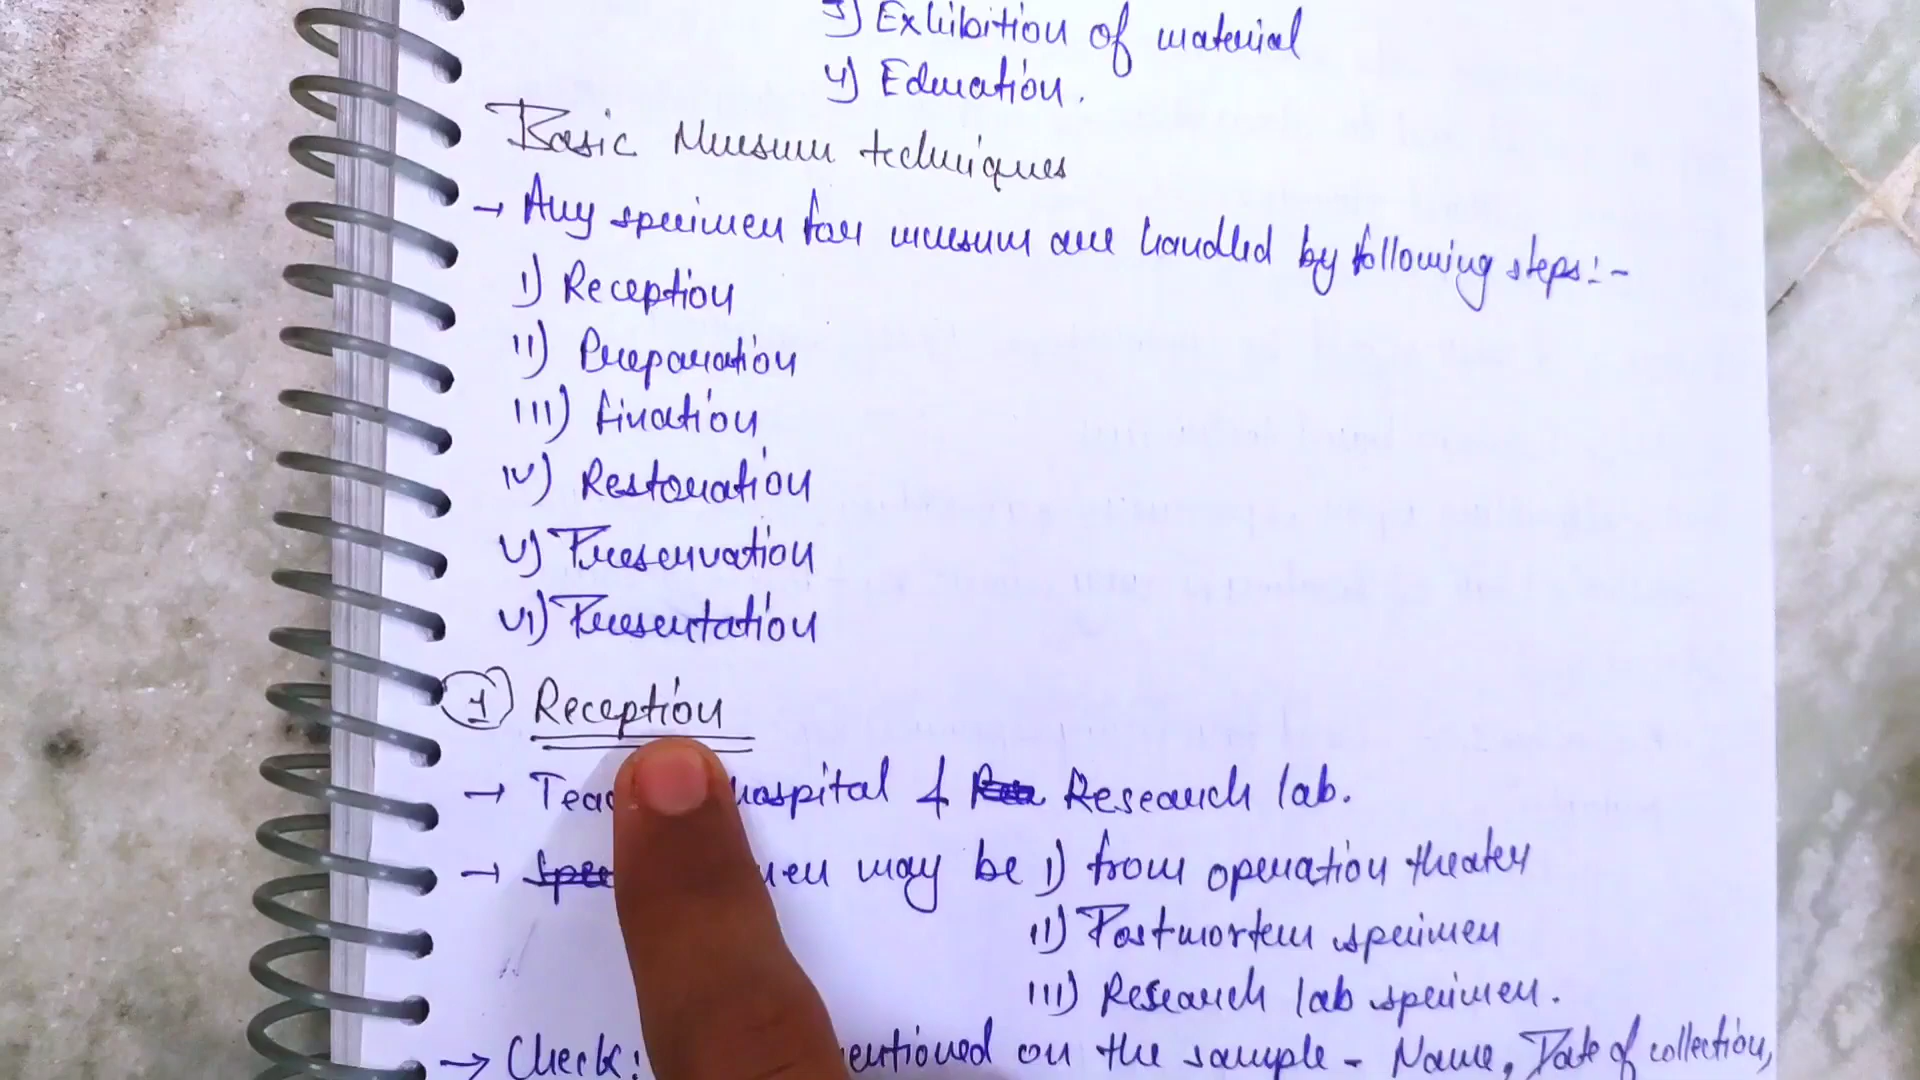 3) Exhibition of material
4) Education.
Basic Museum techniques
→ Any specimen for museum are handled by following steps:-
I) Reception
II) Preparation
III) fixation
IV) Restoration
V) Preservation
VI) Presentation
1 Reception
→ hospital & Research lab.
→ may be I) from operation theater
II) Postmortem specimen
III) Research lab specimen.
→ Check: on the sample - Name, Date of collection,